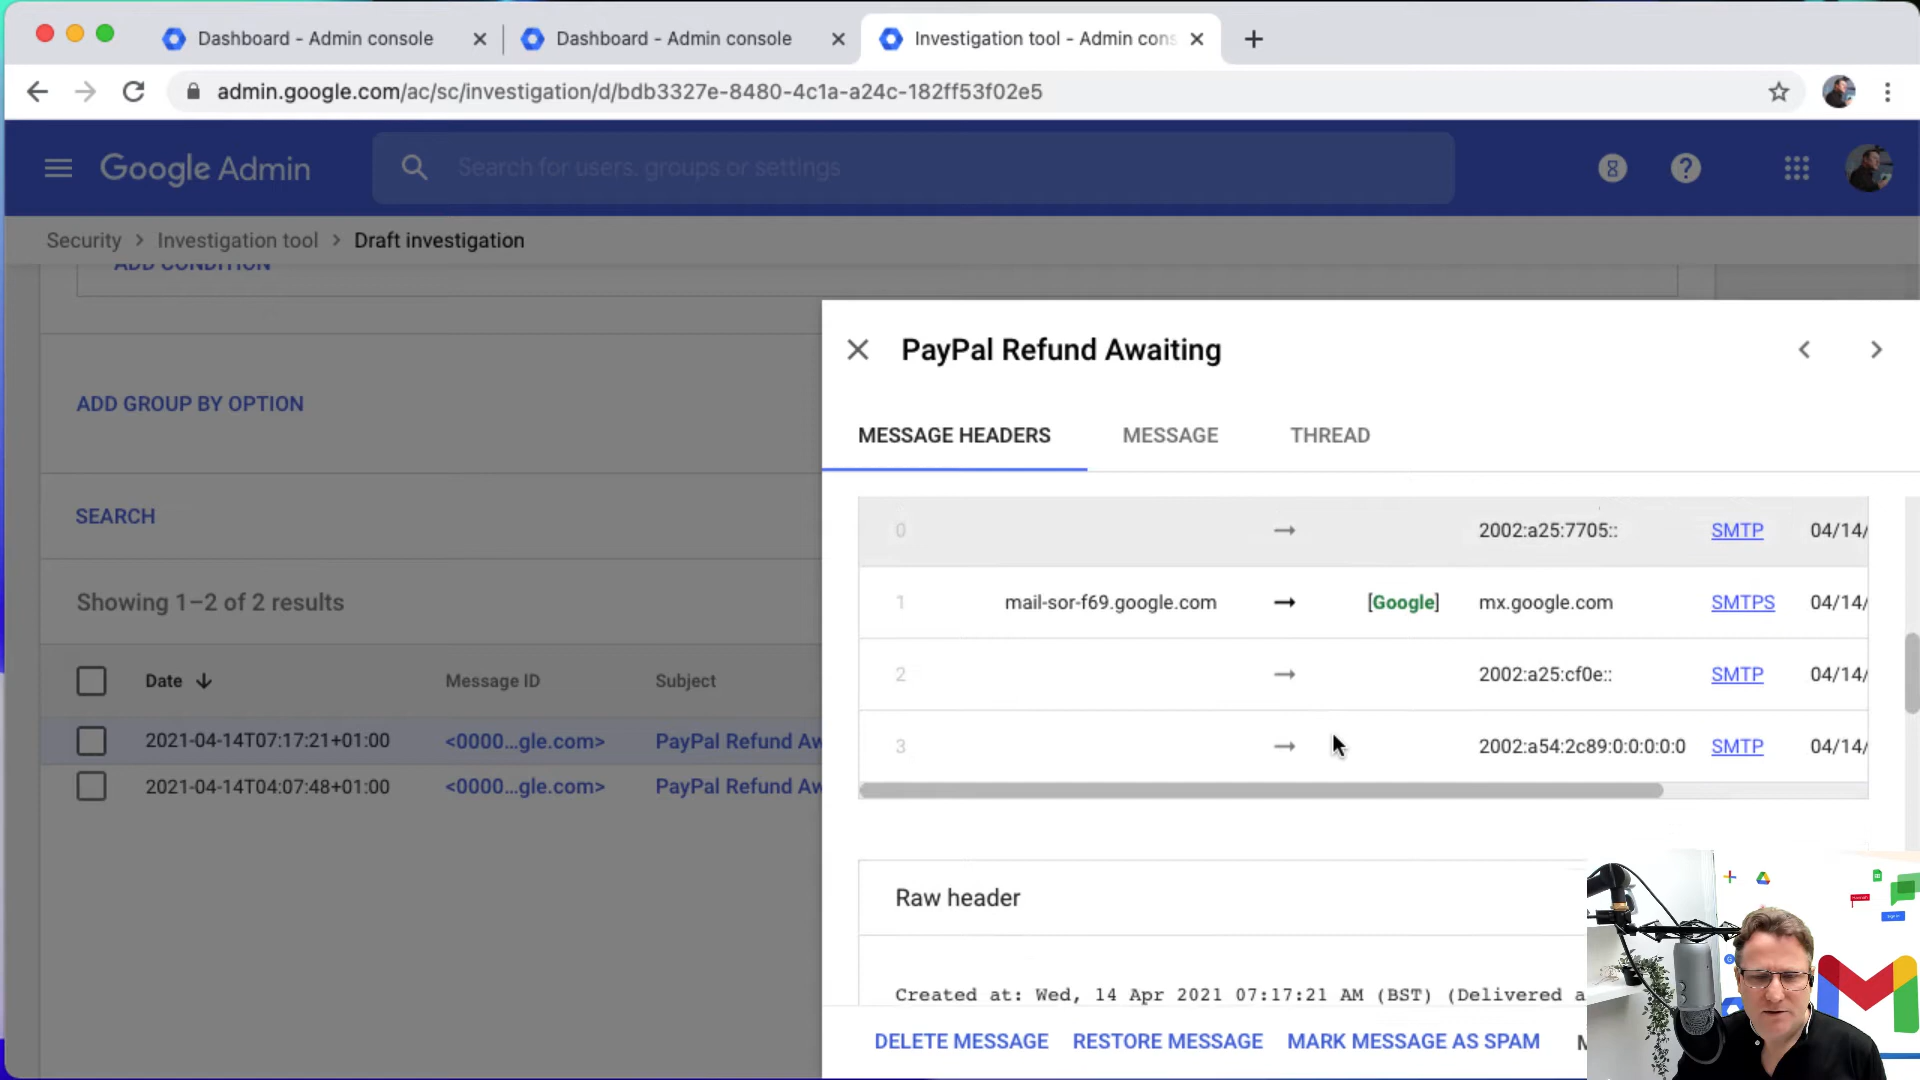 Dashboard - Admin console
Dashboard - Admin console
Investigation tool - Admin cons
admin.google.com/ac/sc/investigation/d/bdb3327e-8480-4c1a-a24c-182ff53f02e5
Google Admin
Search for users, groups or settings
Security > Investigation tool > Draft investigation
ADD CONDITION
ADD GROUP BY OPTION
SEARCH
Showing 1–2 of 2 results
Date Message ID Subject
2021-04-14T07:17:21+01:00 <0000...gle.com> PayPal Refund Aw
2021-04-14T04:07:48+01:00 <0000...gle.com> PayPal Refund Aw
PayPal Refund Awaiting
MESSAGE HEADERS MESSAGE THREAD
0 → 2002:a25:7705:: SMTP 04/14/
1 mail-sor-f69.google.com → [Google] mx.google.com SMTPS 04/14/
2 → 2002:a25:cf0e:: SMTP 04/14/
3 → 2002:a54:2c89:0:0:0:0:0 SMTP 04/14/
Raw header
Created at: Wed, 14 Apr 2021 07:17:21 AM (BST) (Delivered a
DELETE MESSAGE RESTORE MESSAGE MARK MESSAGE AS SPAM M